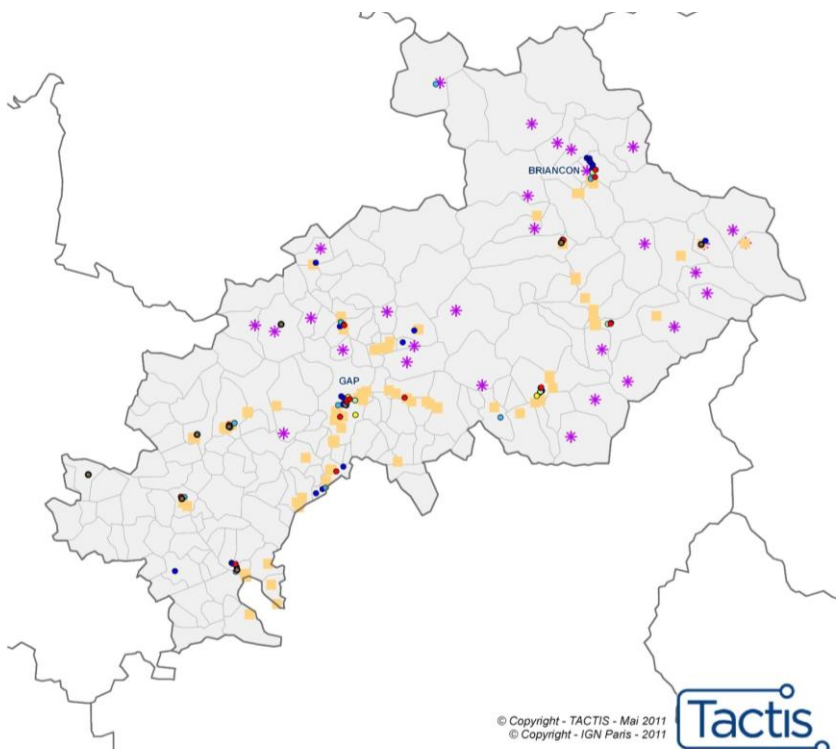 BRIANCON
GAP
© Copyright - TACTIS - Mai 2011
© Copyright - IGN Paris - 2011
Tactis